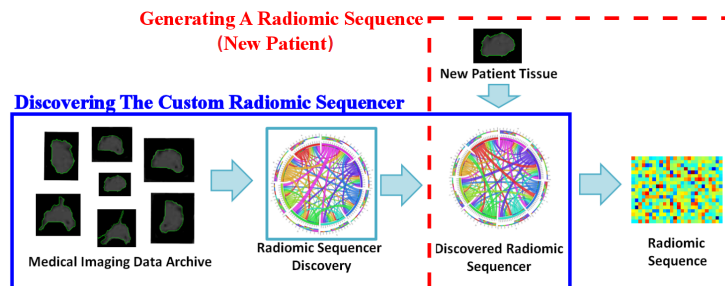 Generating A Radiomic Sequence
(New Patient)
New Patient Tissue
Discovering The Custom Radiomic Sequencer
Medical Imaging Data Archive
Radiomic Sequencer
Discovery
Discovered Radiomic
Sequencer
Radiomic
Sequence